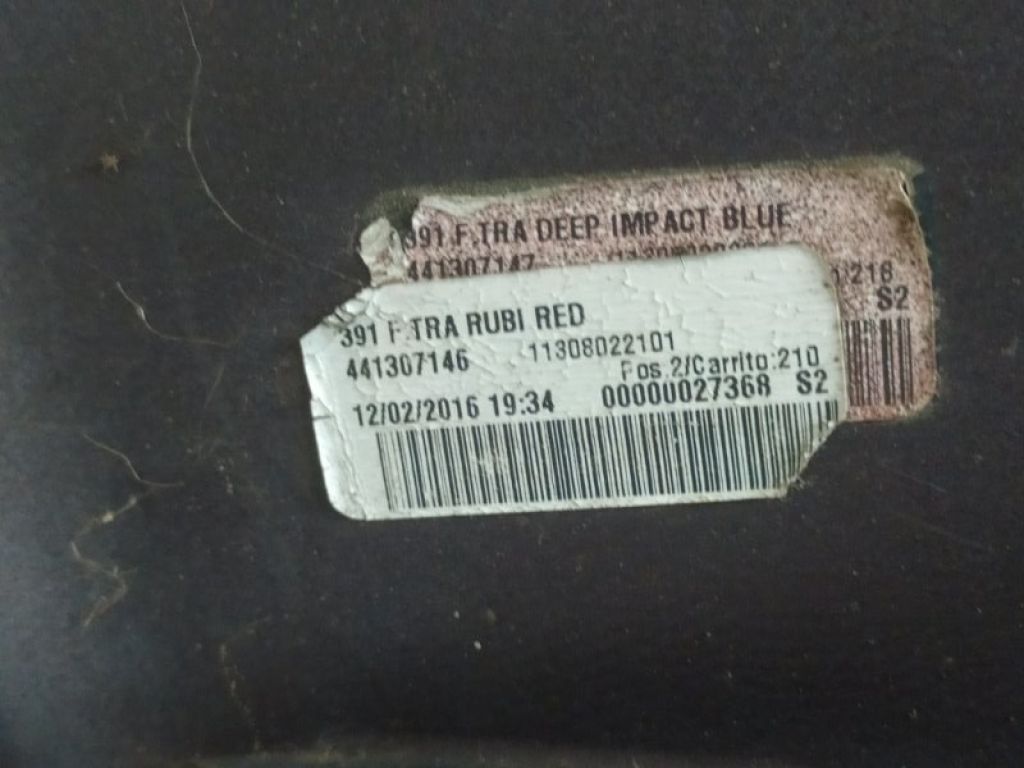 391 F.TRA DEEP IMPACT BLUE
441307147
S2
391 F.TRA RUBI RED
441307146 11308022101
Pos.2/Carrito:210
12/02/2016 19:34 00000027368 S2